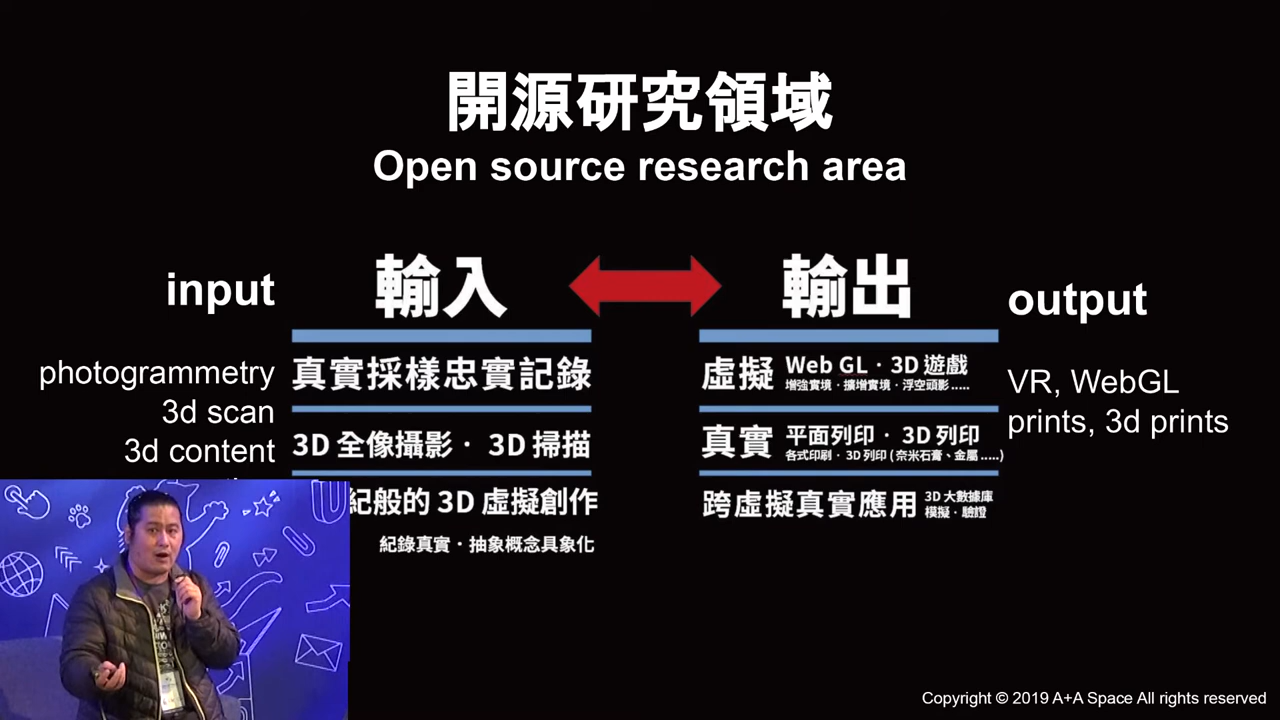 開源研究領域
Open source research area
input
輸入
輸出
output
photogrammetry
3d scan
3d content
真實採樣忠實記錄
3D 全像攝影・ 3D 掃描
紀般的 3D 虛擬創作
紀錄真實・抽象概念具象化
虛擬
Web GL・3D 遊戲
增強實境・擴增實境・浮空頭影.....
真實
平面列印・ 3D 列印
各式印刷・ 3D 列印 ( 奈米石膏、金屬 .....)
跨虛擬真實應用
3D 大數據庫
模擬・驗證
VR, WebGL
prints, 3d prints
Copyright © 2019 A+A Space All rights reserved